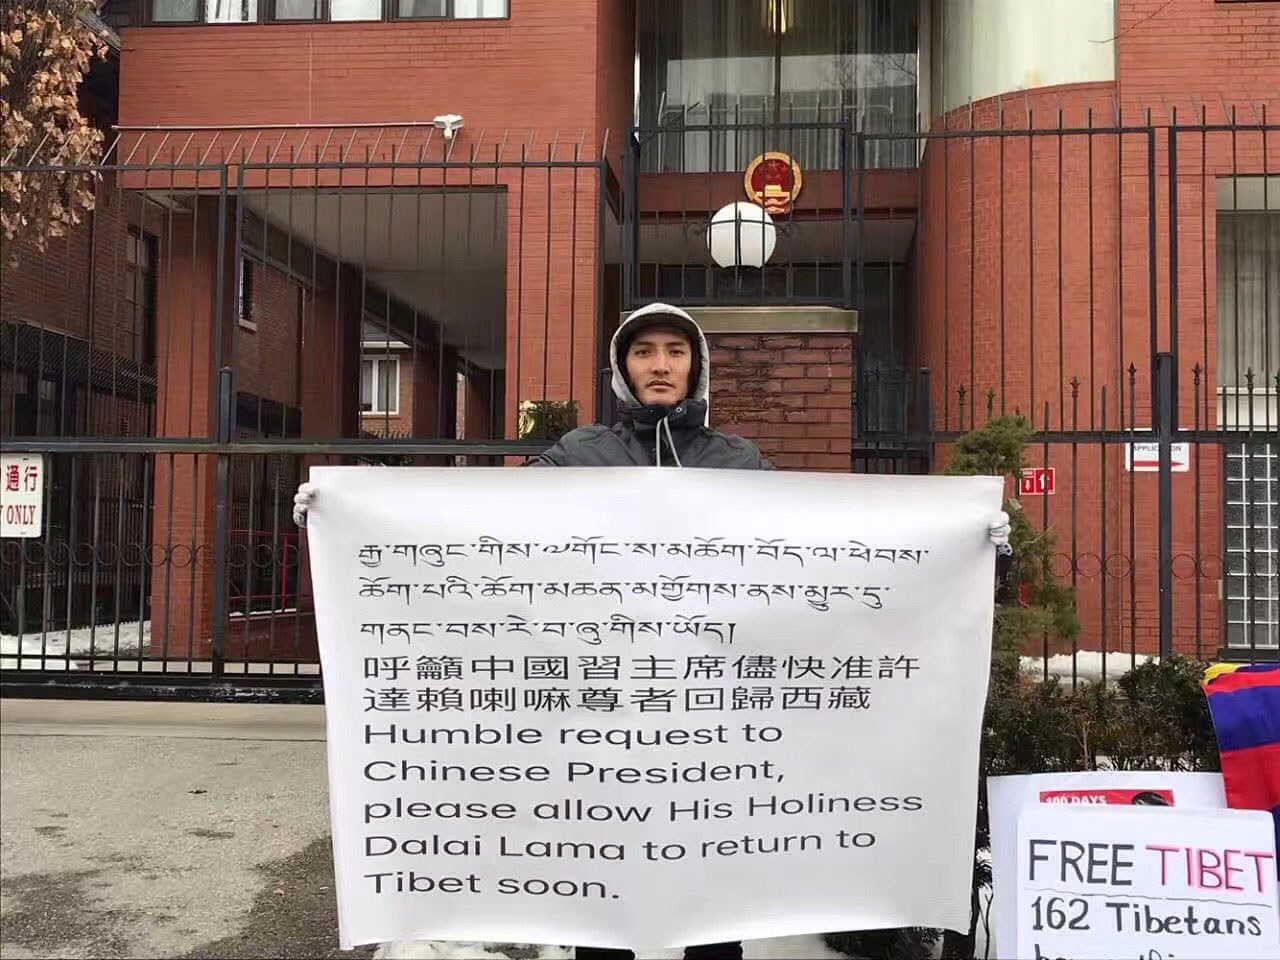 རྒྱ་གཞུང་གིས་༧གོང་ས་མཆོག་བོད་ལ་ཕེབས་
ཆོག་པའི་ཆོག་མཆན་མགྱོགས་ནས་མྱུར་དུ་
གནང་བས་རེ་བ་ཞུ་གིས་ཡོད།
呼籲中國習主席儘快准許
達賴喇嘛尊者回歸西藏
Humble request to
Chinese President,
please allow His Holiness
Dalai Lama to return to
Tibet soon.
通行
ONLY
APPLICATION
100 DAYS
FREE TIBET
162 Tibetans